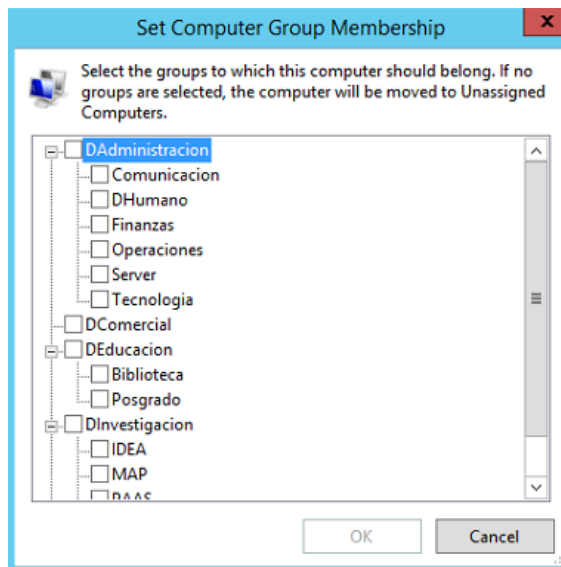 Set Computer Group Membership
x
Select the groups to which this computer should belong. If no
groups are selected, the computer will be moved to Unassigned
Computers.
DAdministracion
Comunicacion
DHumano
Finanzas
Operaciones
Server
Tecnologia
DComercial
DEducacion
Biblioteca
Posgrado
DInvestigacion
IDEA
MAP
OK
Cancel